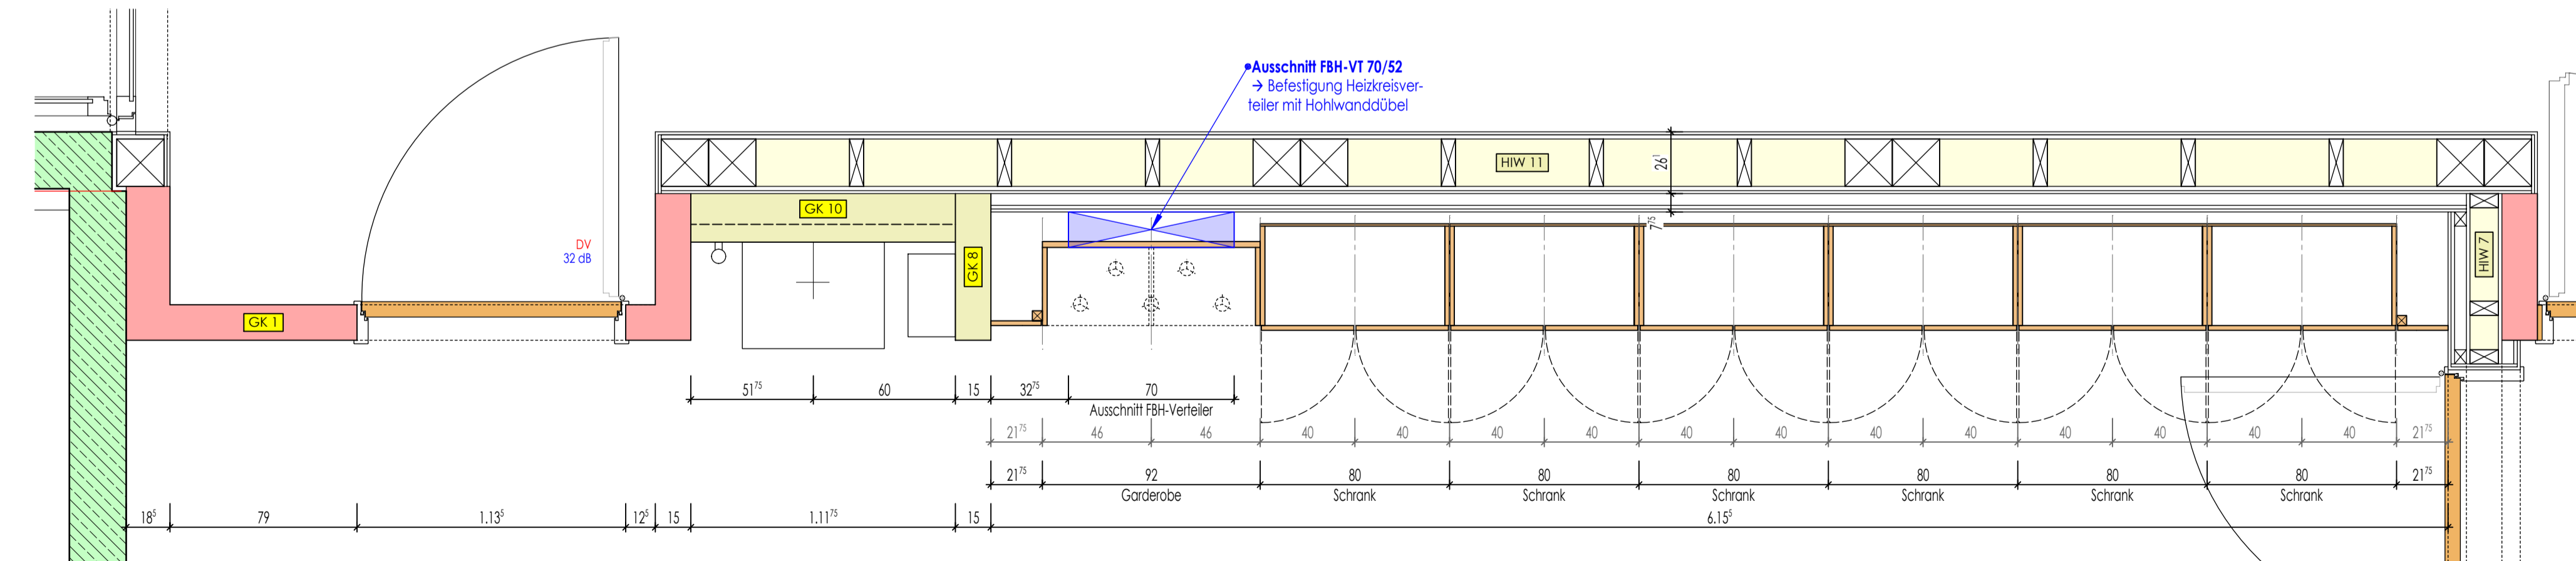 Ausschnitt FBH-VT 70/52
→ Befestigung Heizkreisver-
teiler mit Hohlwanddübel
HIW 11
26¹
GK 10
7⁷⁵
DV
32 dB
GK 8
HIW 7
GK 1
51⁷⁵ 60 15 32⁷⁵ 70
Ausschnitt FBH-Verteiler
21⁷⁵ 46 46 40 40 40 40 40 40 40 40 40 40 40 40 21⁷⁵
21⁷⁵ 92 80 80 80 80 80 80 21⁷⁵
Garderobe Schrank Schrank Schrank Schrank Schrank Schrank
18⁵ 79 1.13⁵ 12⁵ 15 1.11⁷⁵ 15 6.15⁵